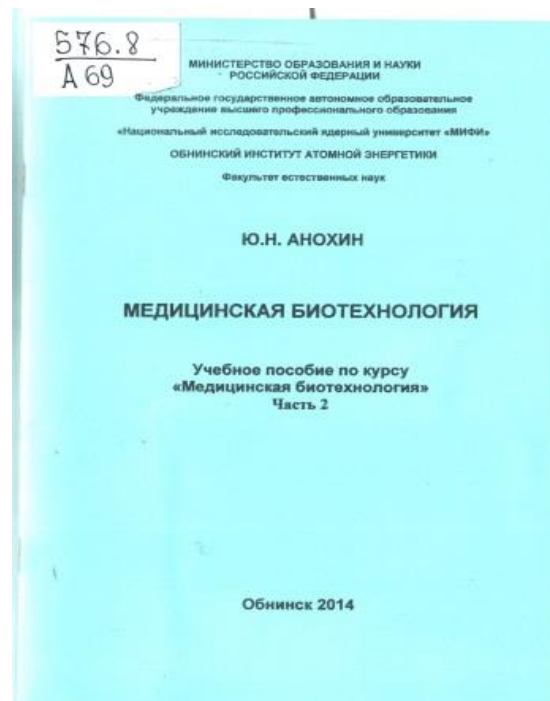 576.8
А 69
МИНИСТЕРСТВО ОБРАЗОВАНИЯ И НАУКИ
РОССИЙСКОЙ ФЕДЕРАЦИИ
Федеральное государственное автономное образовательное
учреждение высшего профессионального образования
«Национальный исследовательский ядерный университет «МИФИ»
ОБНИНСКИЙ ИНСТИТУТ АТОМНОЙ ЭНЕРГЕТИКИ
Факультет естественных наук
Ю.Н. АНОХИН
МЕДИЦИНСКАЯ БИОТЕХНОЛОГИЯ
Учебное пособие по курсу
«Медицинская биотехнология»
Часть 2
Обнинск 2014